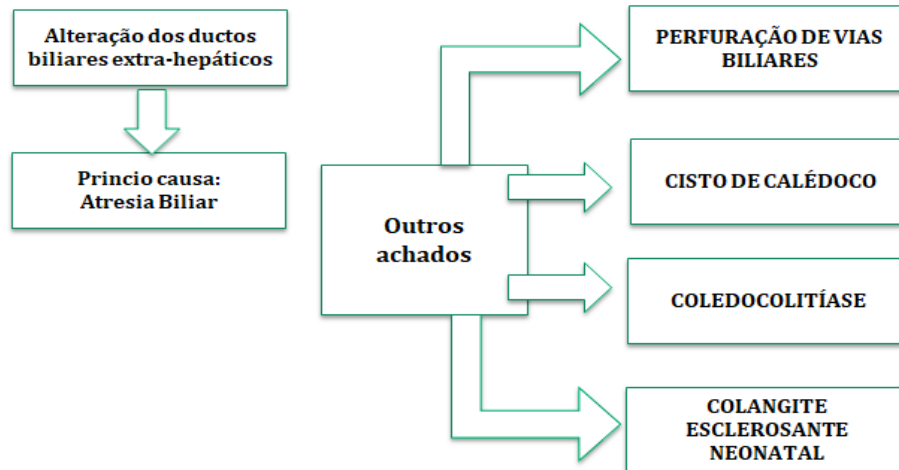 Alteração dos ductos
biliares extra-hepáticos
Princio causa:
Atresia Biliar
Outros
achados
PERFURAÇÃO DE VIAS
BILIARES
CISTO DE CALÉDOCO
COLEDOCOLITÍASE
COLANGITE
ESCLEROSANTE
NEONATAL